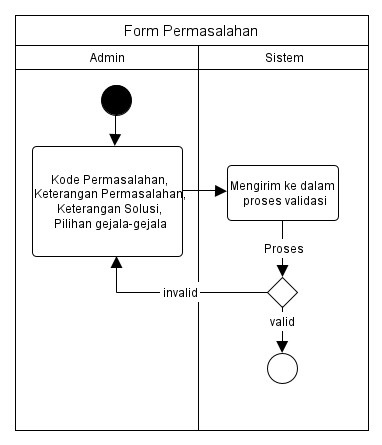 Form Permasalahan
Admin
Sistem
Kode Permasalahan,
Keterangan Permasalahan,
Keterangan Solusi,
Pilihan gejala-gejala
Mengirim ke dalam
proses validasi
Proses
invalid
valid